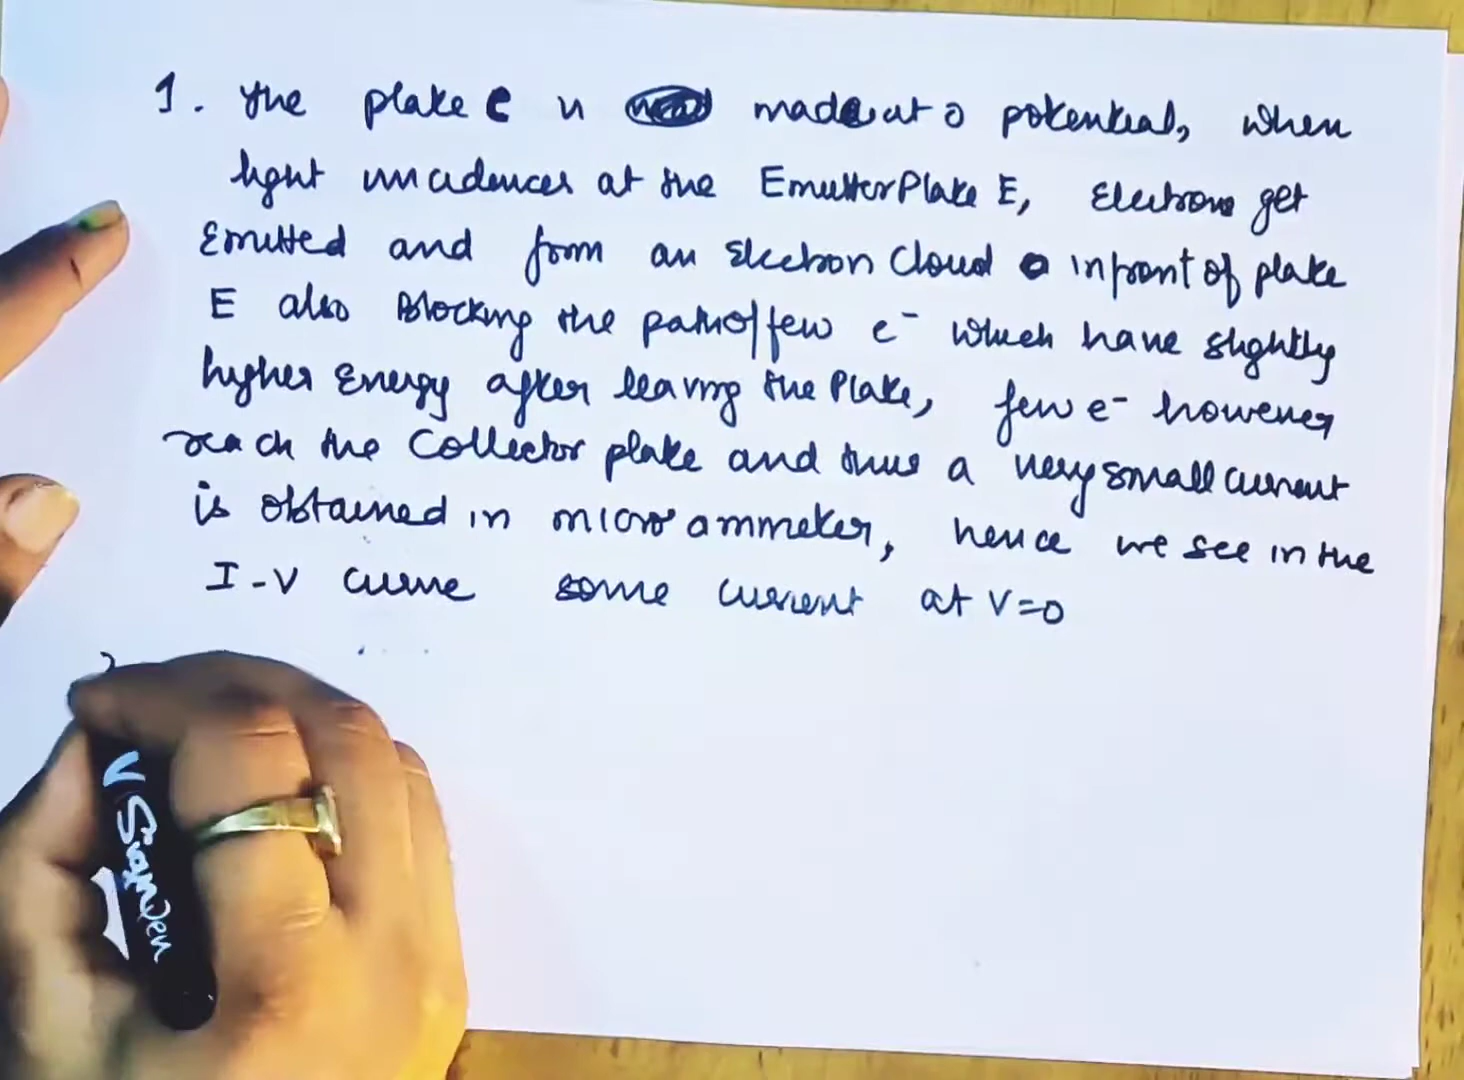 1. The plate C is made at 0 potential, when
light incidences at the Emitter Plate E, Electrons get
Emitted and form an Electron Cloud infront of plate
E also Blocking the path of few e⁻ which have slightly
higher Energy after leaving the Plate, few e⁻ however
reach the Collector plate and thus a very small current
is obtained in micro ammeter, hence we see in the
I-V curve some current at V=0
2
V Sarwen